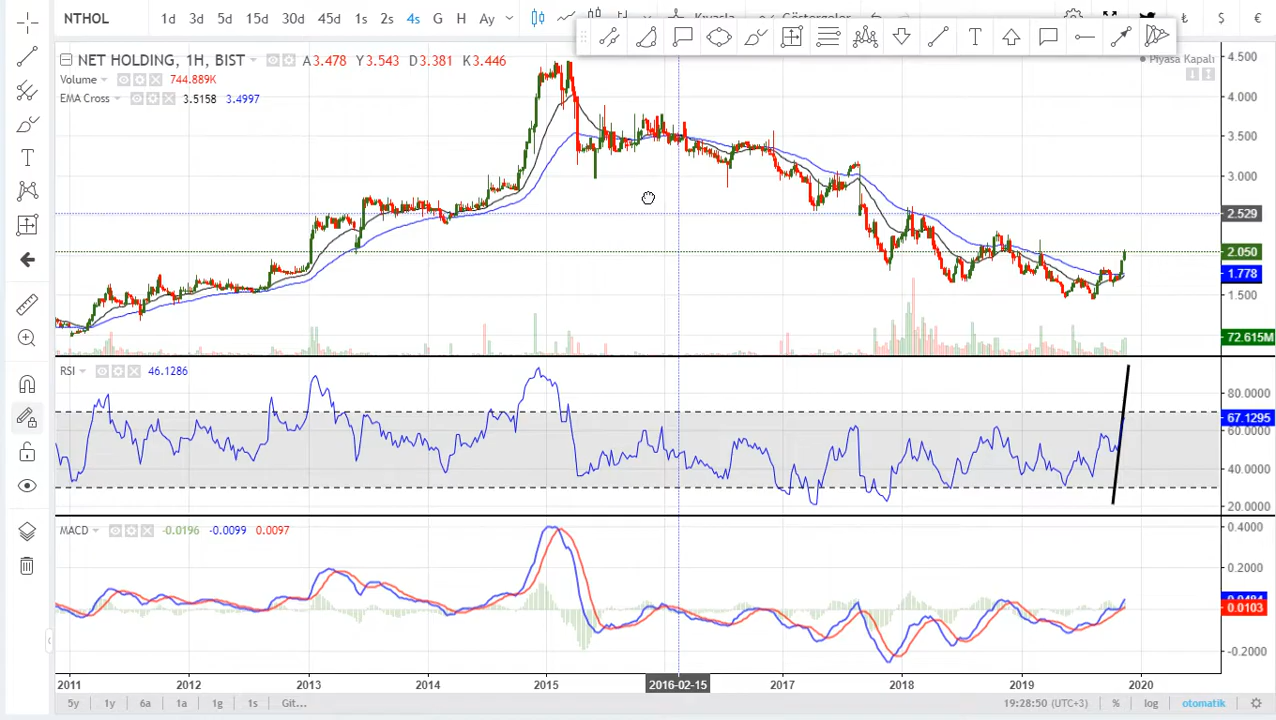 NTHOL 1d 3d 5d 15d 30d 45d 1s 2s 4s G H Ay Kıyasla Göstergeler ₺ $ €
NET HOLDING, 1H, BIST A3.478 Y3.543 D3.381 K3.446
Piyasa Kapalı
Volume 744.889K
EMA Cross 3.5158 3.4997
4.500
4.000
3.500
3.000
2.529
2.050
1.778
1.500
72.615M
RSI 46.1286
80.0000
67.1295
60.0000
40.0000
20.0000
MACD -0.0196 -0.0099 0.0097
0.4000
0.2000
0.0103
-0.2000
2011 2012 2013 2014 2015 2016-02-15 2017 2018 2019 2020
5y 1y 6a 1a 1g 1s Git... 19:28:50 (UTC+3) % log otomatik